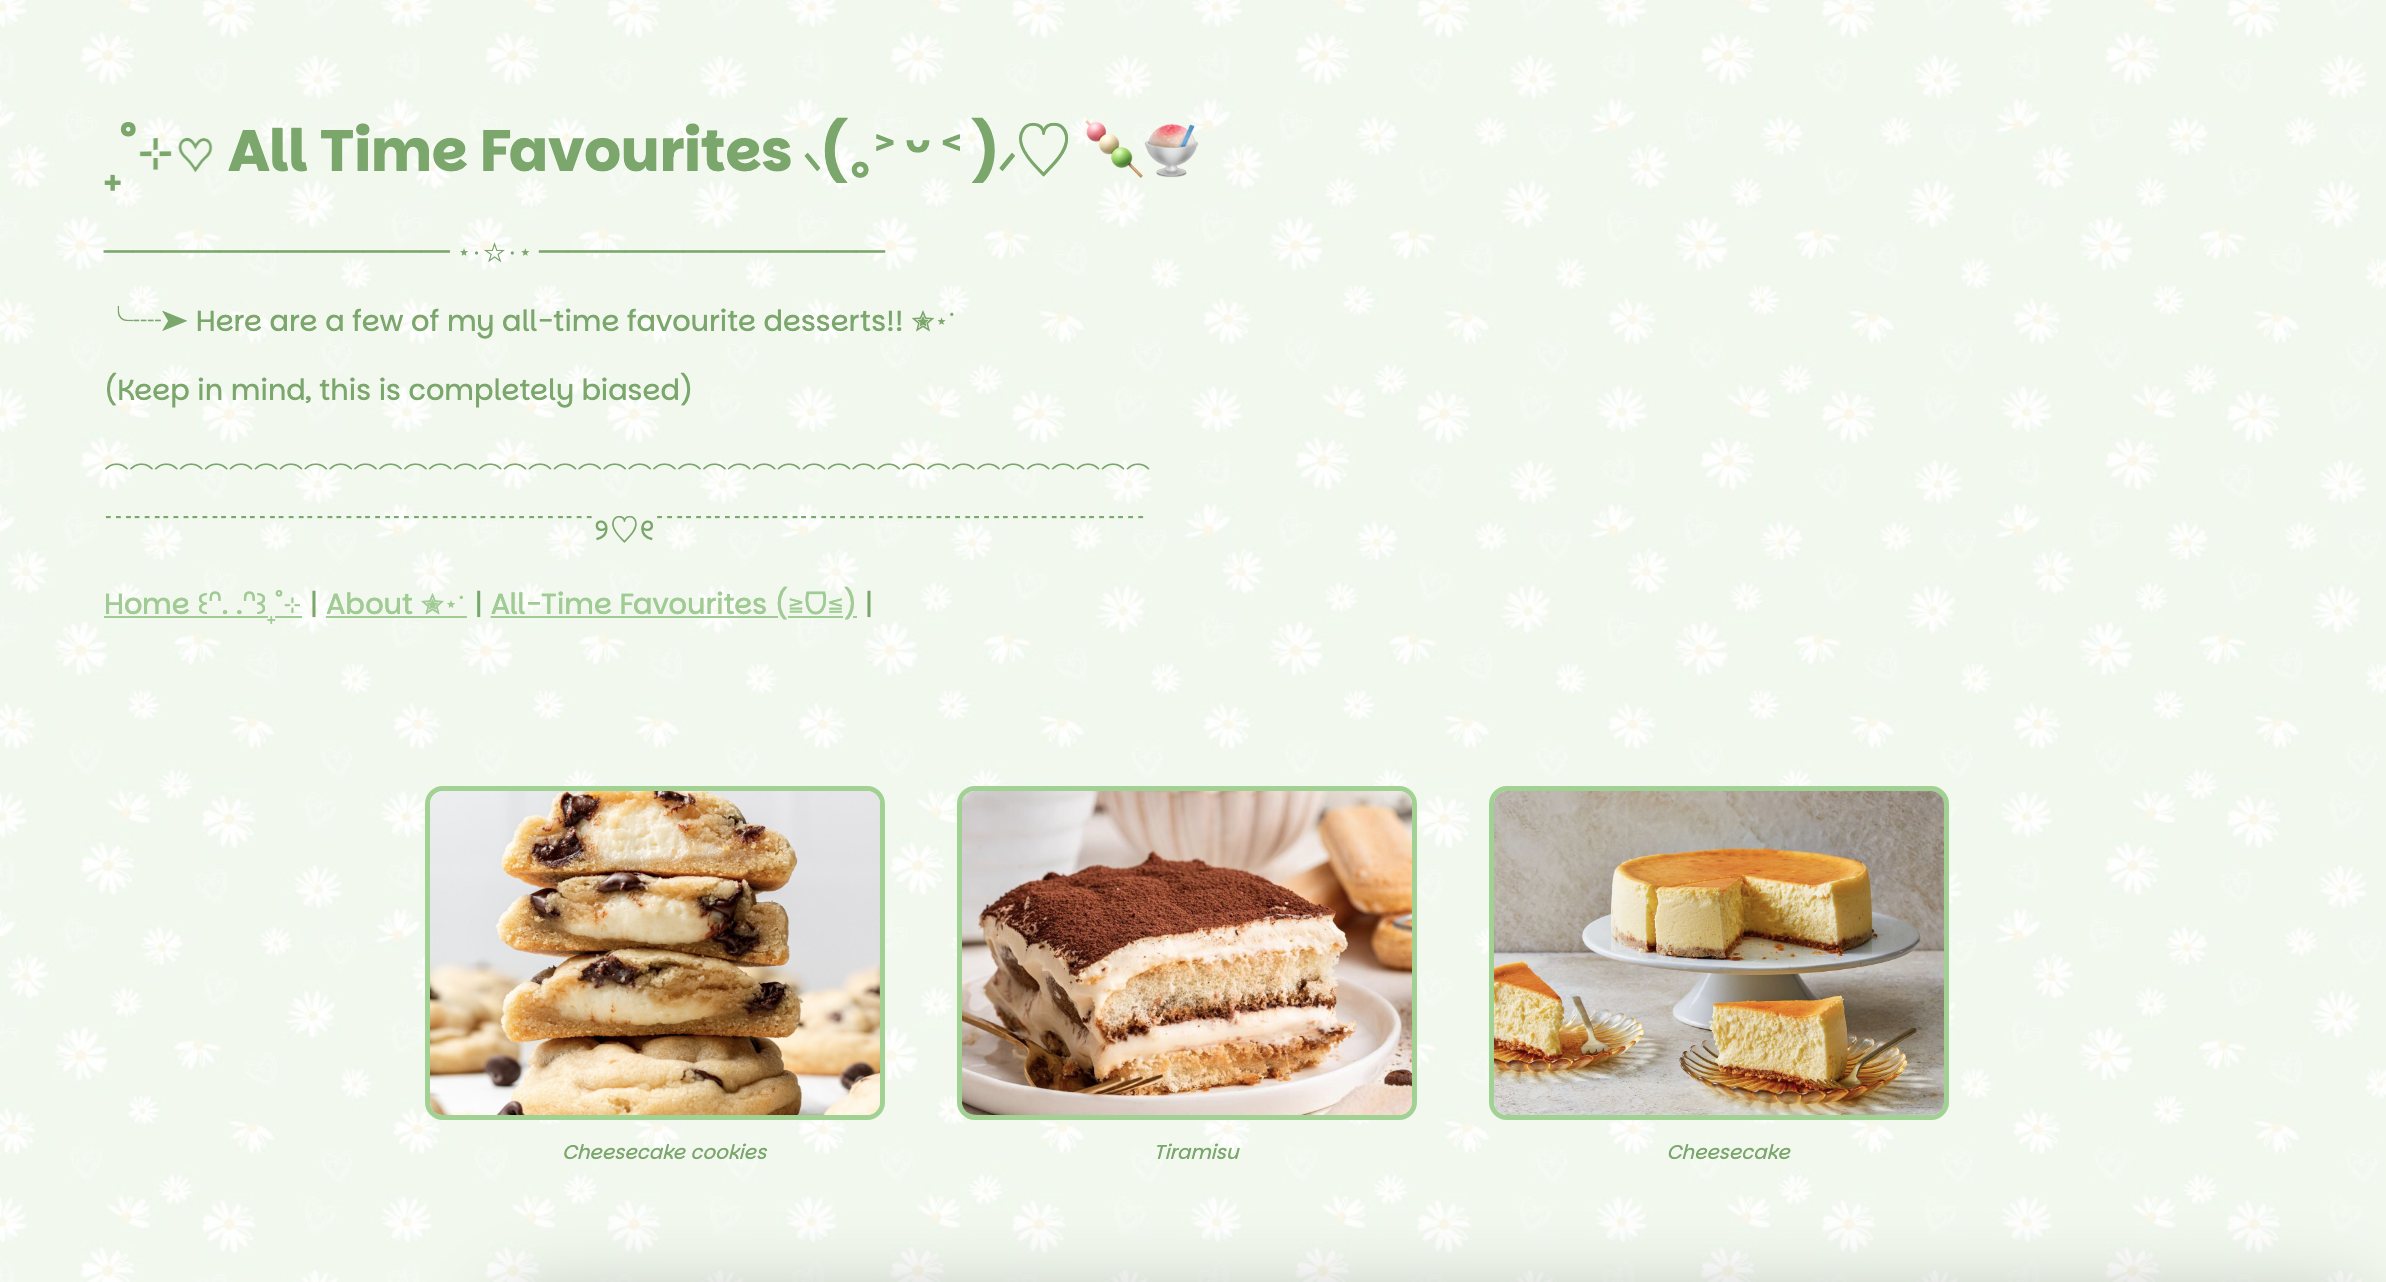 ₊˚⊹♡ All Time Favourites ⸜(｡˃ ᵕ ˂ )⸝♡ 🍡🍧
────────── ⋆⋅☆⋅⋆ ──────────
╰┈➤ Here are a few of my all-time favourite desserts!! ✬⋆˙
(Keep in mind, this is completely biased)
⌒⌒⌒⌒⌒⌒⌒⌒⌒⌒⌒⌒⌒⌒⌒⌒⌒⌒⌒⌒⌒⌒⌒⌒⌒⌒⌒⌒⌒⌒⌒⌒⌒⌒⌒⌒⌒⌒⌒⌒⌒⌒
--------------------------୨♡୧--------------------------
Home ꒰ᐢ. .ᐢ꒱₊˚⊹ | About ✬⋆˙ | All-Time Favourites (≧ᗜ≦) |
Cheesecake cookies
Tiramisu
Cheesecake